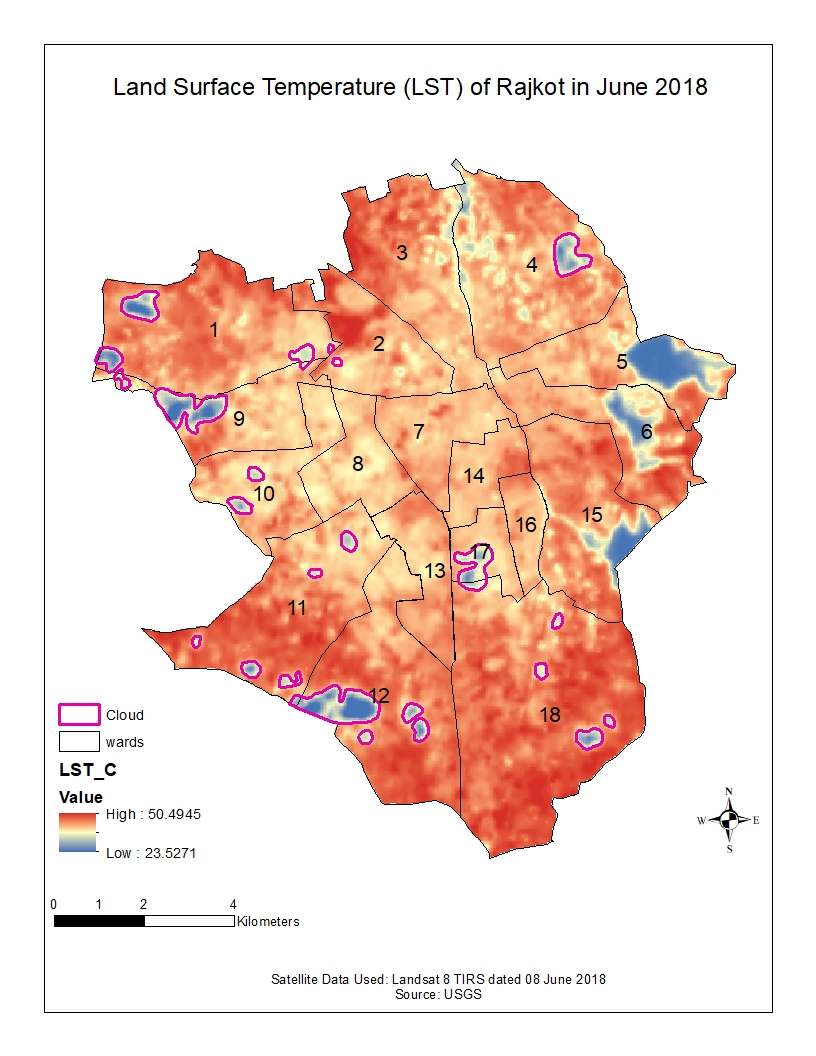 Land Surface Temperature (LST) of Rajkot in June 2018
3
4
1
2
5
9
7
6
8
14
10
15
16
17
13
11
12
18
Cloud
wards
LST_C
Value
High : 50.4945
Low : 23.5271
N
W E
S
0 1 2 4
Kilometers
Satellite Data Used: Landsat 8 TIRS dated 08 June 2018
Source: USGS